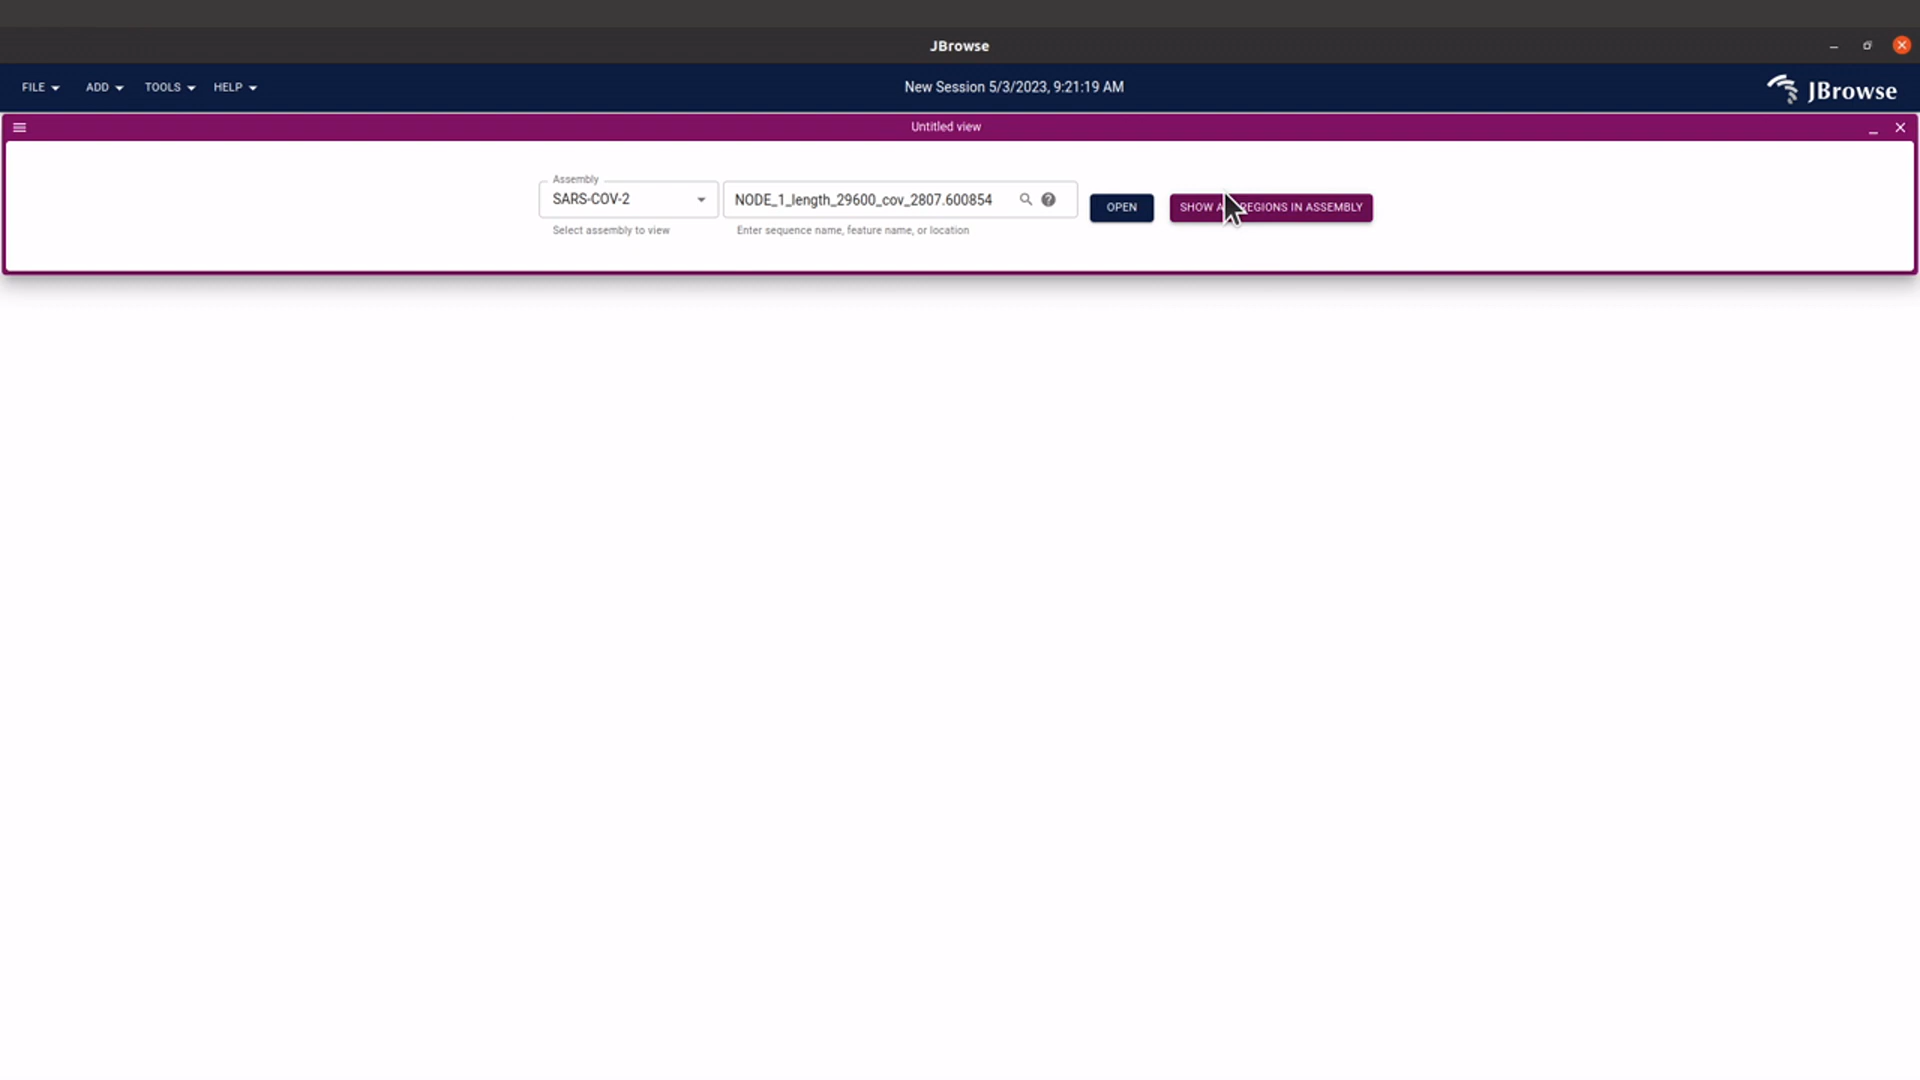 JBrowse
FILE ADD TOOLS HELP New Session 5/3/2023, 9:21:19 AM JBrowse
Untitled view
Assembly
SARS-COV-2 NODE_1_length_29600_cov_2807.600854 OPEN SHOW A REGIONS IN ASSEMBLY
Select assembly to view Enter sequence name, feature name, or location